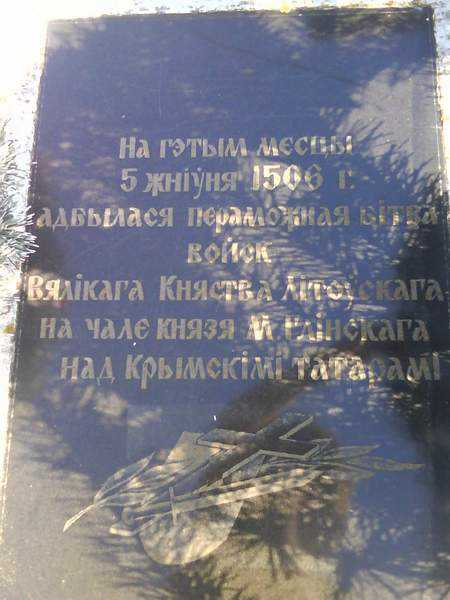 На гэтым месцы
5 жніўня 1506 г.
адбылася пераможная бітва
войск
Вялікага Княства Літоўскага
на чале князя М. Глінскага
над Крымскімі татарамі